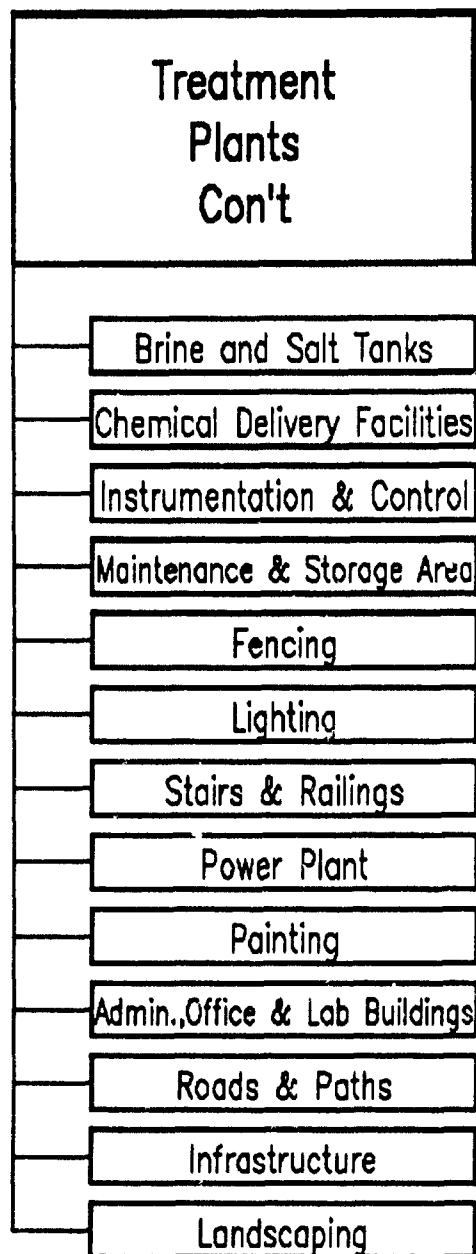 Treatment
Plants
Con't
Brine and Salt Tanks
Chemical Delivery Facilities
Instrumentation & Control
Maintenance & Storage Area
Fencing
Lighting
Stairs & Railings
Power Plant
Painting
Admin.,Office & Lab Buildings
Roads & Paths
Infrastructure
Landscaping